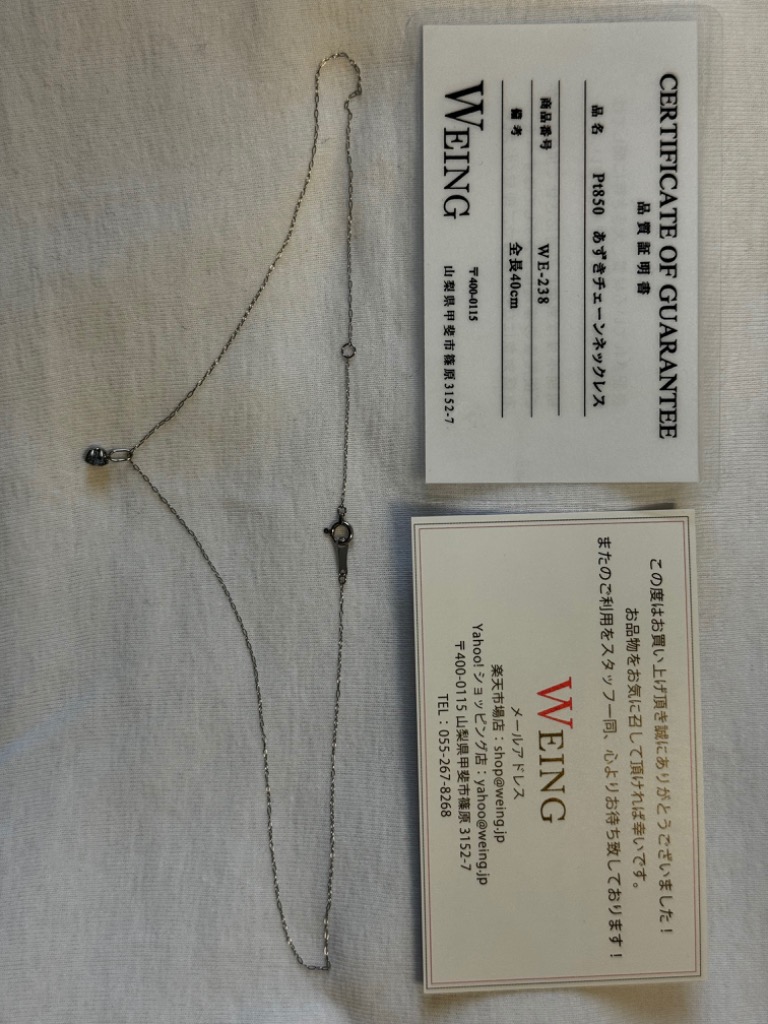 CERTIFICATE OF GUARANTEE
品質証明書
品名 Pt850 あずきチェーンネックレス
商品番号 WE-238
備考 全長40cm
WEING
〒400-0115
山梨県甲斐市篠原3152-7
この度はお買い上げ頂き誠にありがとうございました!
お品物をお気に召して頂ければ幸いです。
またのご利用をスタッフ一同、心よりお待ち致しております!
WEING
メールアドレス
楽天市場店:shop@weing.jp
Yahoo!ショッピング店:yahoo@weing.jp
〒400-0115 山梨県甲斐市篠原 3152-7
TEL:055-267-8268